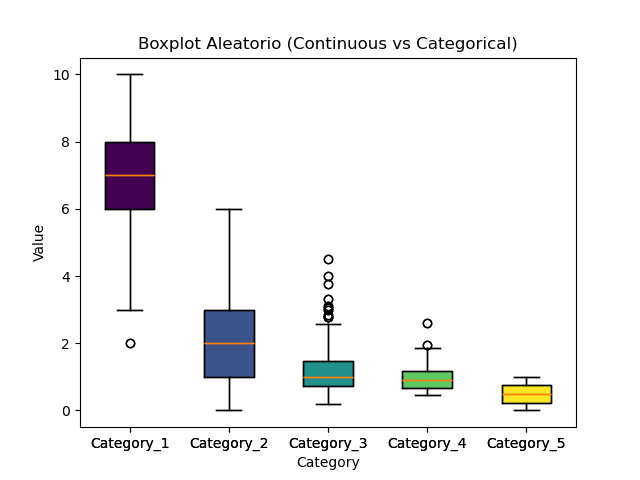 Boxplot Aleatorio (Continuous vs Categorical)
10
8
6
4
2
0
Value
Category_1 Category_2 Category_3 Category_4 Category_5
Category